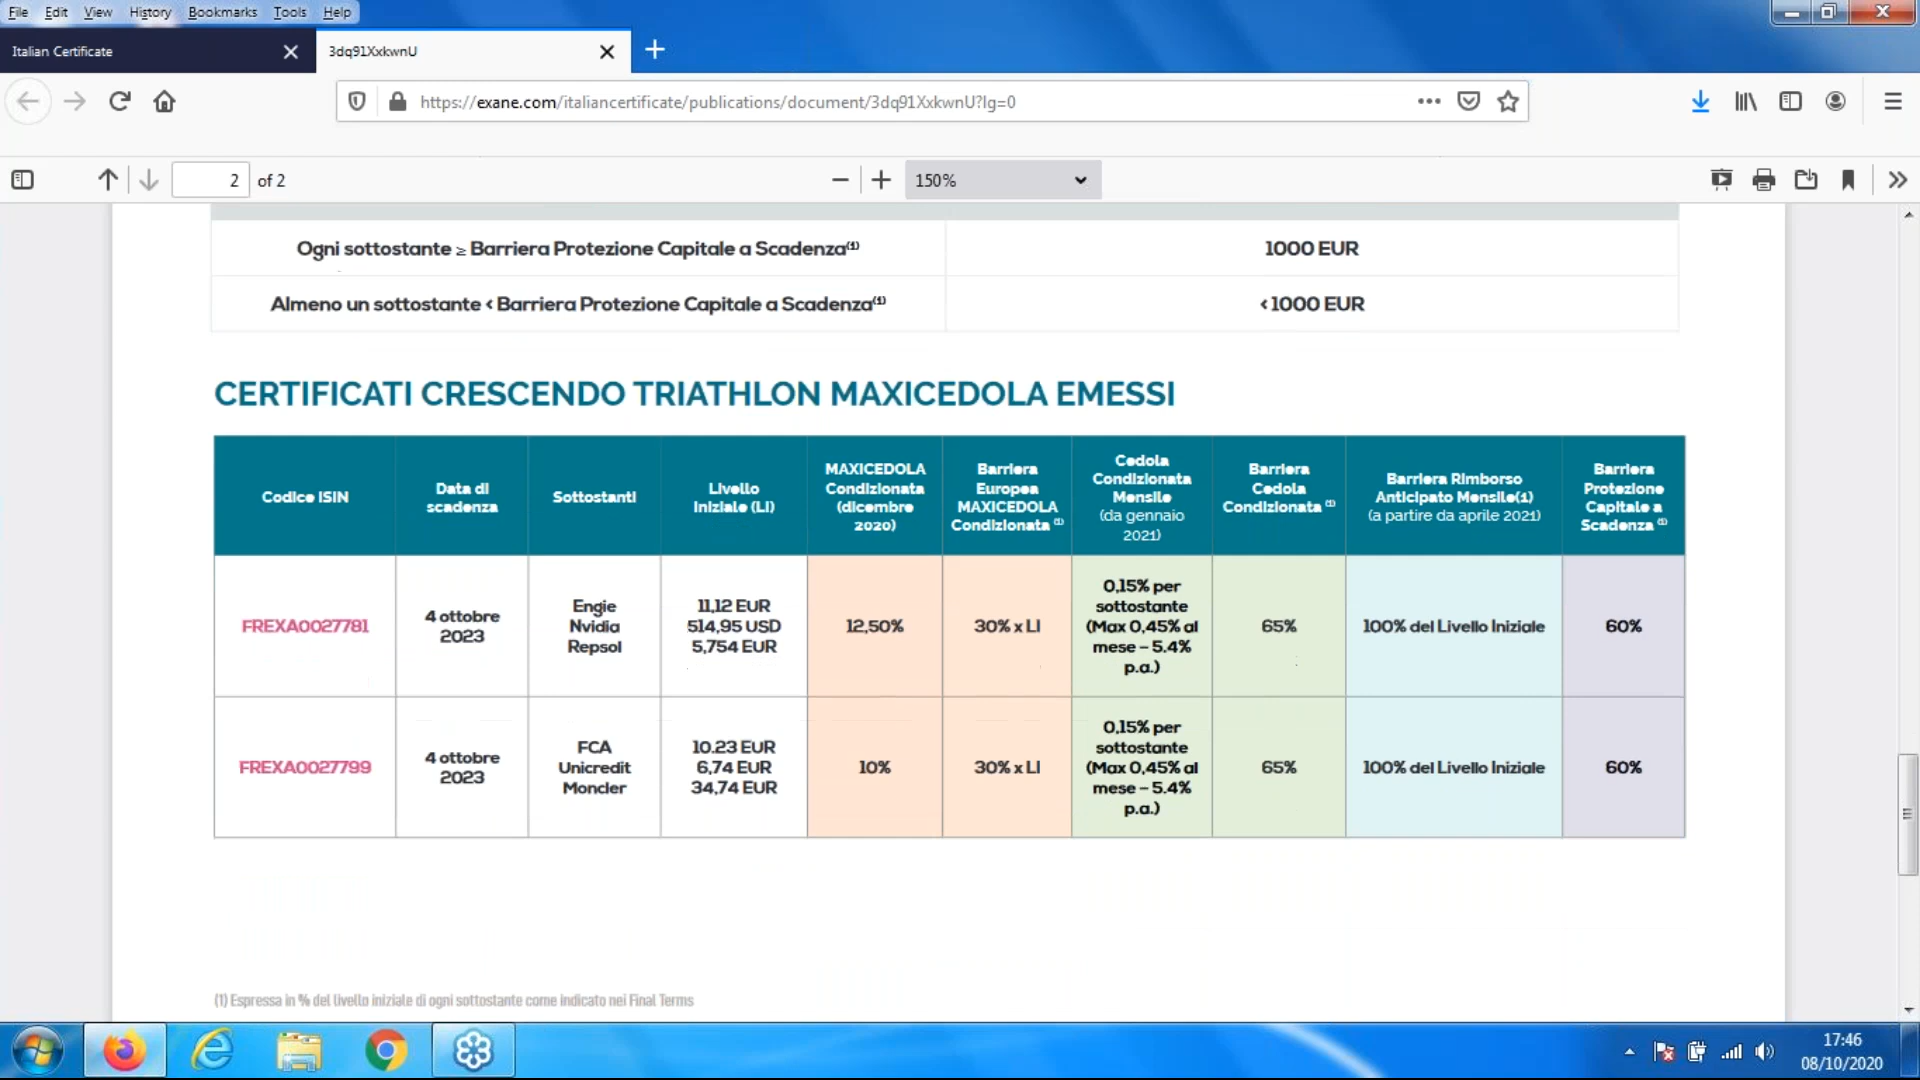 File Edit View History Bookmarks Tools Help
Italian Certificate
3dq91XxkwnU
https://exane.com/italiancertificate/publications/document/3dq91XxkwnU?lg=0
2 of 2
150%
Ogni sottostante ≥ Barriera Protezione Capitale a Scadenza(1)
1000 EUR
Almeno un sottostante < Barriera Protezione Capitale a Scadenza(1)
< 1000 EUR
CERTIFICATI CRESCENDO TRIATHLON MAXICEDOLA EMESSI
Codice ISIN
Data di
scadenza
Sottostanti
Livello
Iniziale (LI)
MAXICEDOLA
Condizionata
(dicembre
2020)
Barriera
Europea
MAXICEDOLA
Condizionata (1)
Cedola
Condizionata
Mensile
(da gennaio
2021)
Barriera
Cedola
Condizionata (1)
Barriera Rimborso
Anticipato Mensile(1)
(a partire da aprile 2021)
Barriera
Protezione
Capitale a
Scadenza (1)
FREXA0027781
4 ottobre
2023
Engie
Nvidia
Repsol
11,12 EUR
514,95 USD
5,754 EUR
12,50%
30% x LI
0,15% per
sottostante
(Max 0,45% al
mese – 5.4%
p.a.)
65%
100% del Livello Iniziale
60%
FREXA0027799
4 ottobre
2023
FCA
Unicredit
Moncler
10.23 EUR
6,74 EUR
34,74 EUR
10%
30% x LI
0,15% per
sottostante
(Max 0,45% al
mese – 5.4%
p.a.)
65%
100% del Livello Iniziale
60%
(1) Espressa in % del livello iniziale di ogni sottostante come indicato nei Final Terms
17:46
08/10/2020